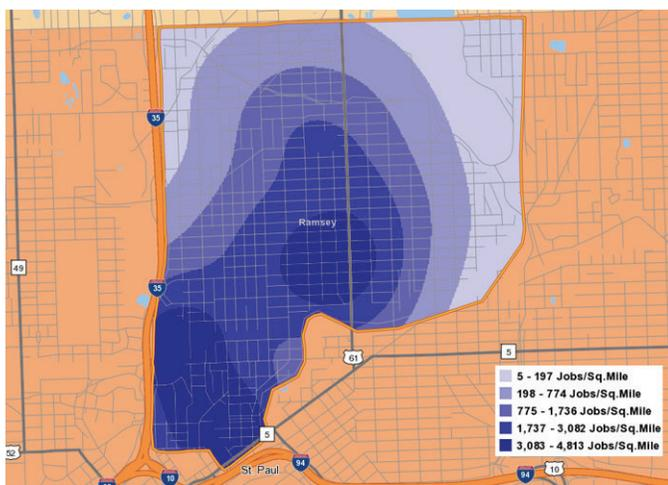 35
Ramsey
49
35
61
5
5 - 197 Jobs/Sq.Mile
198 - 774 Jobs/Sq.Mile
775 - 1,736 Jobs/Sq.Mile
1,737 - 3,082 Jobs/Sq.Mile
3,083 - 4,813 Jobs/Sq.Mile
5
52
St. Paul
94
10
94
10